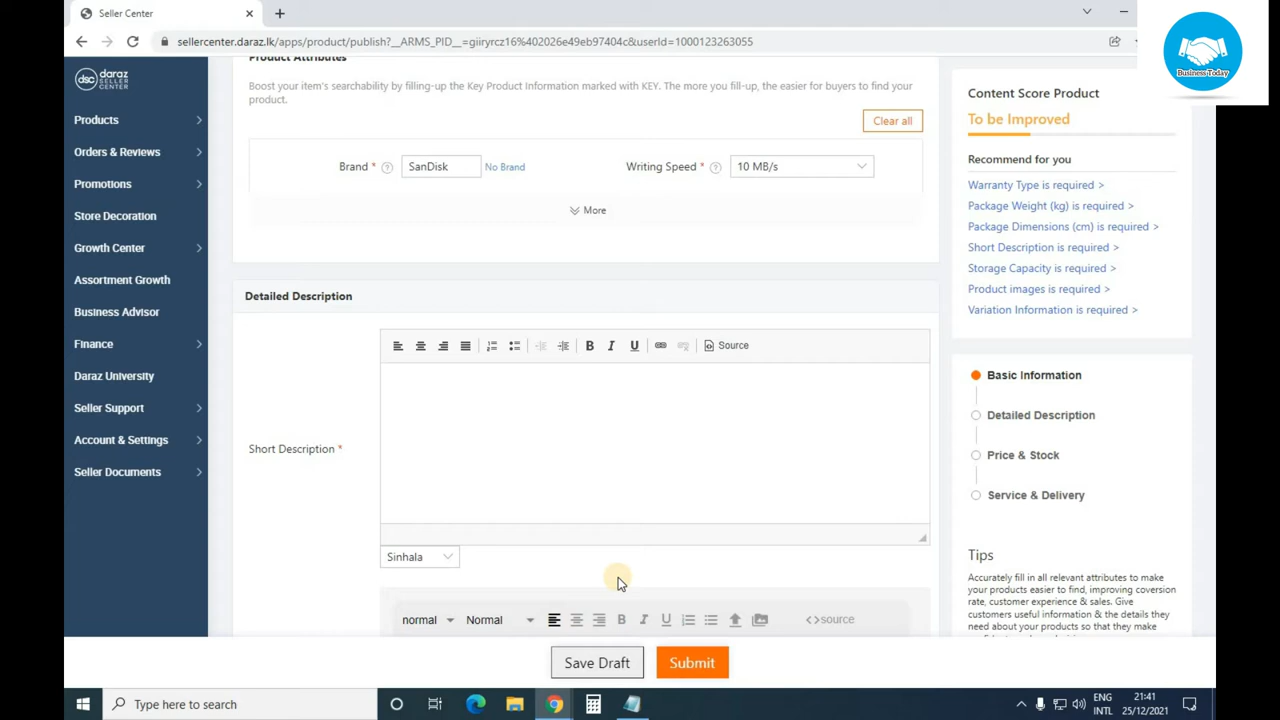 Seller Center
sellercenter.daraz.lk/apps/product/publish?__ARMS_PID__=giiryrcz16%402026e49eb97404c&userId=1000123263055
Business Today
dsc daraz SELLER CENTER
Products
Orders & Reviews
Promotions
Store Decoration
Growth Center
Assortment Growth
Business Advisor
Finance
Daraz University
Seller Support
Account & Settings
Seller Documents
Product Attributes
Boost your item's searchability by filling-up the Key Product Information marked with KEY. The more you fill-up, the easier for buyers to find your
product.
Clear all
Brand * SanDisk No Brand Writing Speed * 10 MB/s
More
Detailed Description
B I U Source
Short Description *
Sinhala
normal Normal B I U <>source
Save Draft Submit
Content Score Product
To be Improved
Recommend for you
Warranty Type is required >
Package Weight (kg) is required >
Package Dimensions (cm) is required >
Short Description is required >
Storage Capacity is required >
Product images is required >
Variation Information is required >
Basic Information
Detailed Description
Price & Stock
Service & Delivery
Tips
Accurately fill in all relevant attributes to make
your products easier to find, improving coversion
rate, customer experience & sales. Give
customers useful information & the details they
need about your products so that they make
Type here to search
ENG
INTL
21:41
25/12/2021